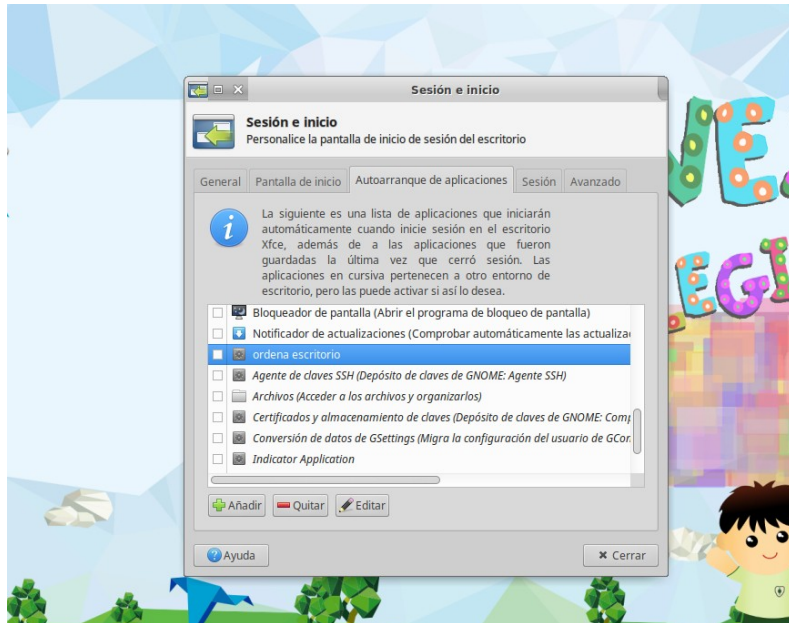 Sesión e inicio
Sesión e inicio
Personalice la pantalla de inicio de sesión del escritorio
General Pantalla de inicio Autoarranque de aplicaciones Sesión Avanzado
La siguiente es una lista de aplicaciones que iniciarán
automáticamente cuando inicie sesión en el escritorio
Xfce, además de a las aplicaciones que fueron
guardadas la última vez que cerró sesión. Las
aplicaciones en cursiva pertenecen a otro entorno de
escritorio, pero las puede activar si así lo desea.
Bloqueador de pantalla (Abrir el programa de bloqueo de pantalla)
Notificador de actualizaciones (Comprobar automáticamente las
ordena escritorio
Agente de claves SSH (Depósito de claves de GNOME: Agente SSH)
Archivos (Acceder a los archivos y organizarlos)
Certificados y almacenamiento de claves (Depósito de claves de GNOME:
Conversión de datos de GSettings (Migra la configuración del usuario de
Indicator Application
Añadir Quitar Editar
Ayuda Cerrar